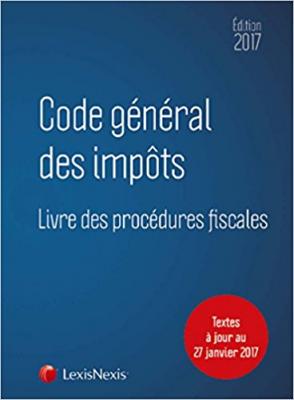 Édition
2017
Code général
des impôts
Livre des procédures fiscales
Textes
à jour au
27 janvier 2017
LexisNexis